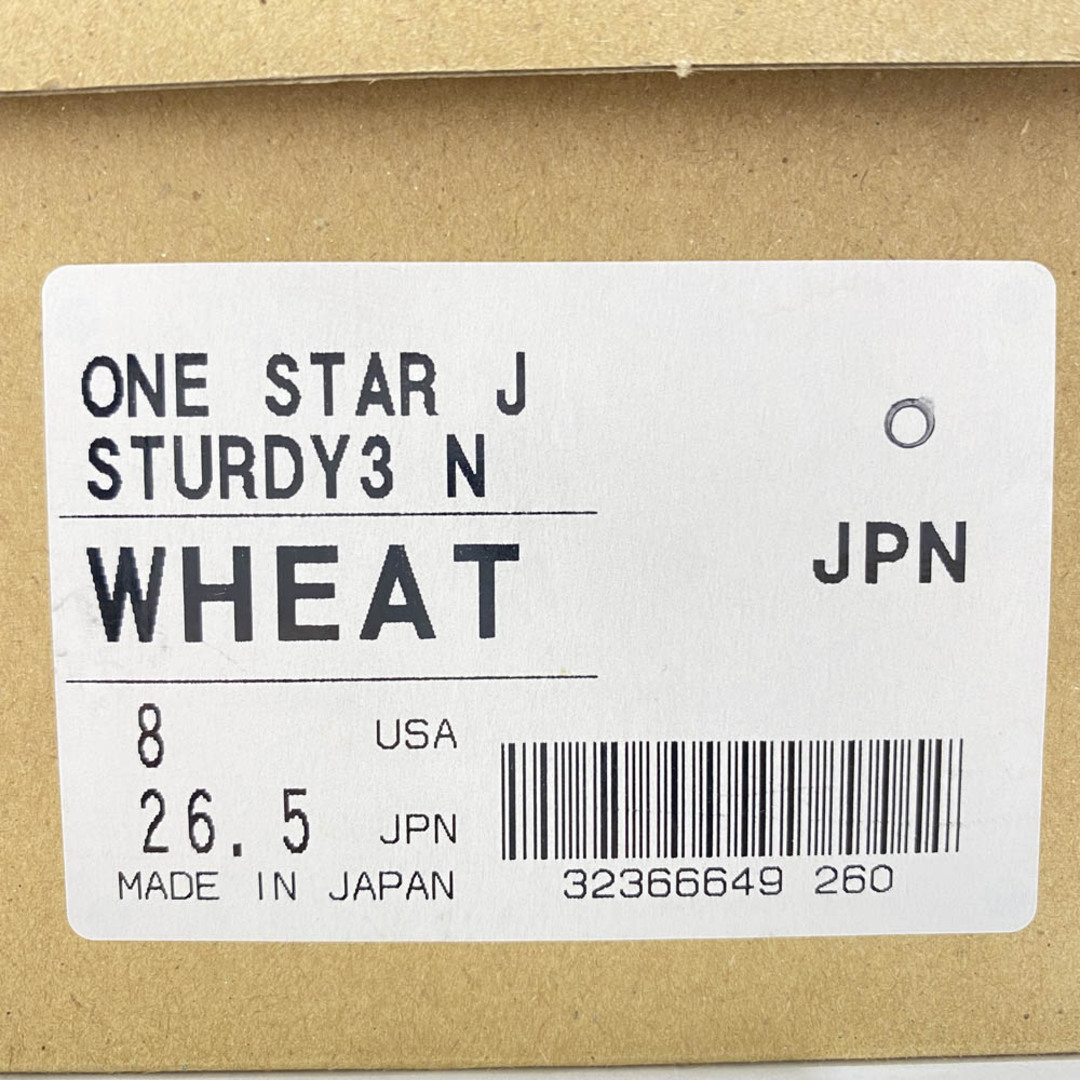 ONE STAR J
STURDY3 N
WHEAT
JPN
8 USA
26.5 JPN
MADE IN JAPAN
32366649 260